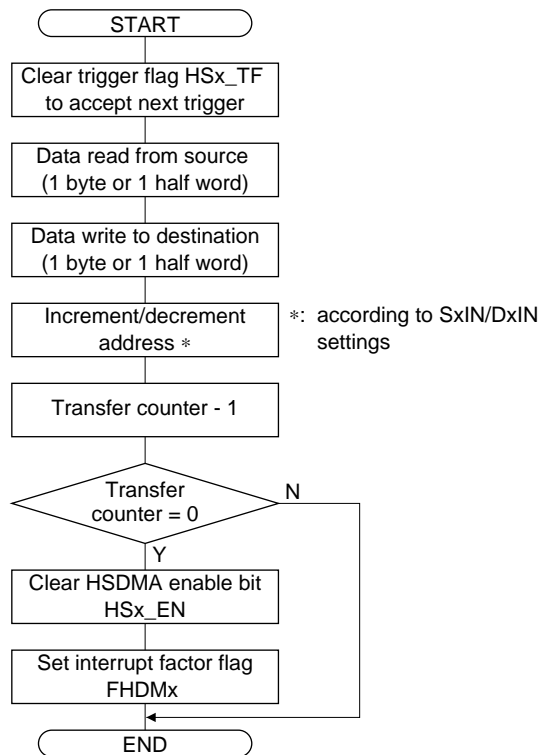 START
Clear trigger flag HSx_TF
to accept next trigger
Data read from source
(1 byte or 1 half word)
Data write to destination
(1 byte or 1 half word)
Increment/decrement
address ∗
∗: according to SxIN/DxIN
settings
Transfer counter - 1
Transfer
counter = 0
N
Y
Clear HSDMA enable bit
HSx_EN
Set interrupt factor flag
FHDMx
END